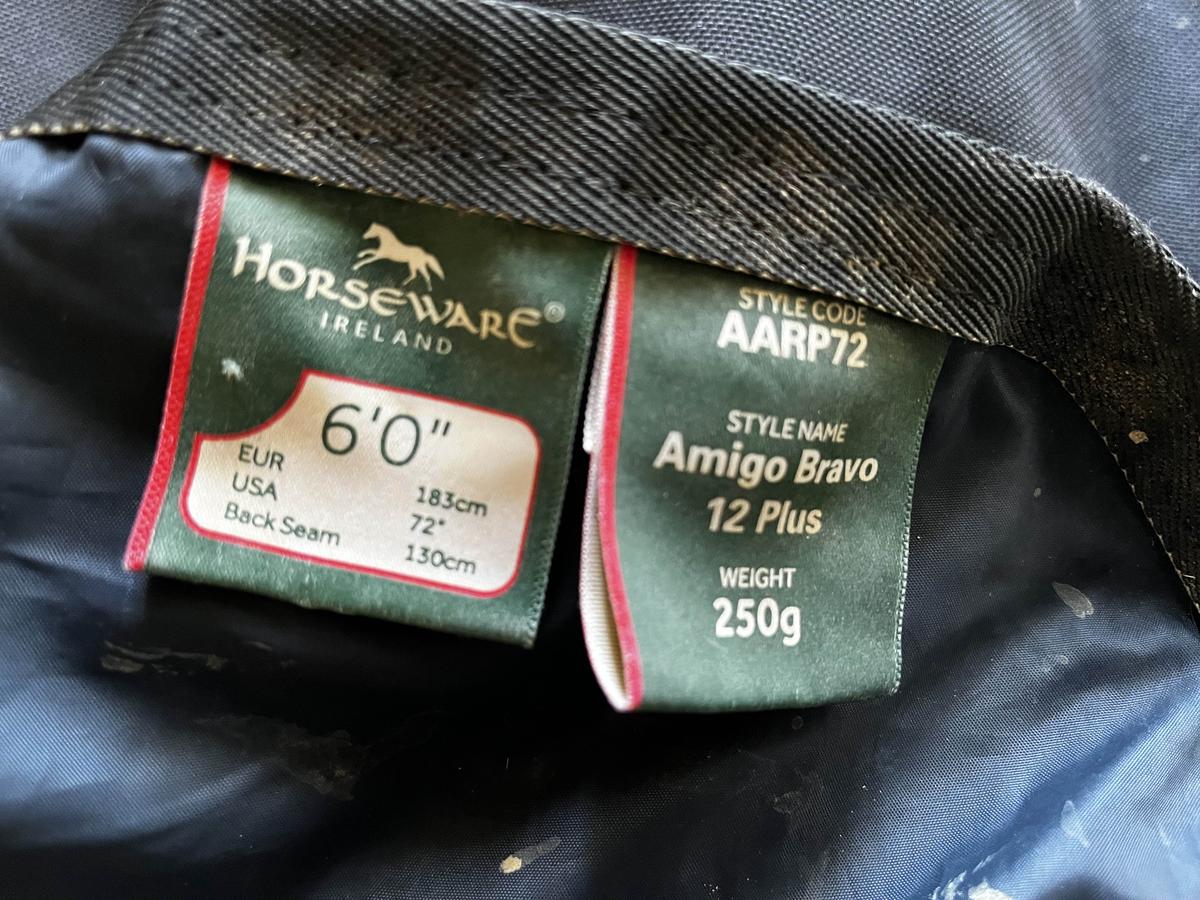 HORSEWARE®
IRELAND
6'0"
EUR 183cm
USA 72"
Back Seam 130cm
STYLE CODE
AARP72
STYLE NAME
Amigo Bravo
12 Plus
WEIGHT
250g